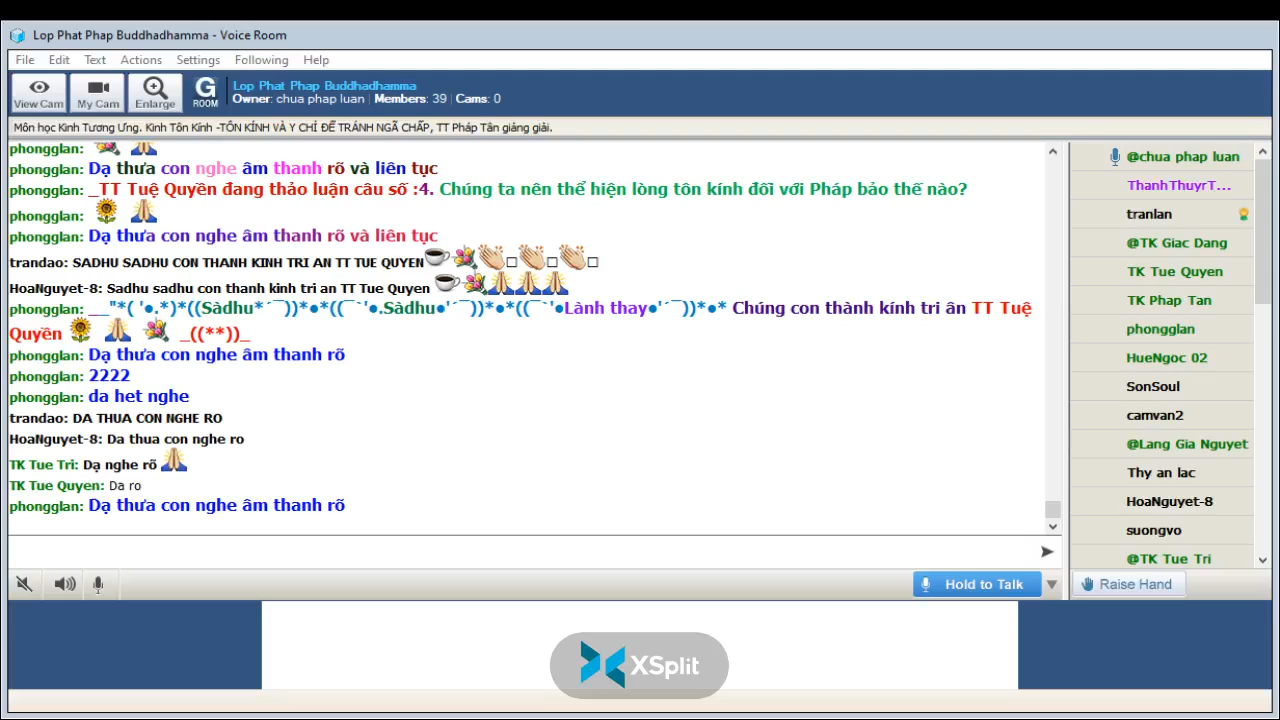 Lop Phat Phap Buddhadhamma - Voice Room
File Edit Text Actions Settings Following Help
View Cam My Cam Enlarge G ROOM
Lop Phat Phap Buddhadhamma
Owner: chua phap luan | Members: 39 | Cams: 0
Môn học Kinh Tương Ưng. Kinh Tôn Kính -TÔN KÍNH VÀ Y CHỈ ĐỂ TRÁNH NGÃ CHẤP, TT Pháp Tân giảng giải.
phongglan:
phongglan: Dạ thưa con nghe âm thanh rõ và liên tục
phongglan: _TT Tuệ Quyền đang thảo luận câu số :4. Chúng ta nên thể hiện lòng tôn kính đối với Pháp bảo thế nào?
phongglan:
phongglan: Dạ thưa con nghe âm thanh rõ và liên tục
trandao: SADHU SADHU CON THANH KINH TRI AN TT TUE QUYEN
HoaNguyet-8: Sadhu sadhu con thanh kinh tri an TT Tue Quyen
phongglan: __"*( '●.*)*((Sàdhu*´¯))*●*((¯`'●.Sàdhu●'´¯))*●*((¯`'●Lành thay●'´¯))*●* Chúng con thành kính tri ân TT Tuệ
Quyền _((**))_
phongglan: Dạ thưa con nghe âm thanh rõ
phongglan: 2222
phongglan: da het nghe
trandao: DA THUA CON NGHE RO
HoaNguyet-8: Da thua con nghe ro
TK Tue Tri: Dạ nghe rõ
TK Tue Quyen: Da ro
phongglan: Dạ thưa con nghe âm thanh rõ
@chua phap luan
ThanhThuyrT...
tranlan
@TK Giac Dang
TK Tue Quyen
TK Phap Tan
phongglan
HueNgoc 02
SonSoul
camvan2
@Lang Gia Nguyet
Thy an lac
HoaNguyet-8
suongvo
@TK Tue Tri
Hold to Talk
Raise Hand
XSplit